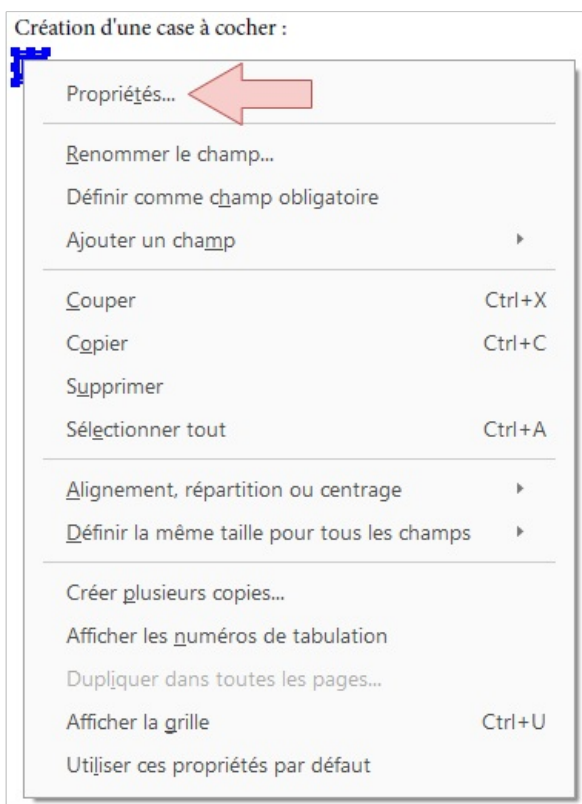 Création d'une case à cocher :
Propriétés...
Renommer le champ...
Définir comme champ obligatoire
Ajouter un champ
Couper Ctrl+X
Copier Ctrl+C
Supprimer
Sélectionner tout Ctrl+A
Alignement, répartition ou centrage
Définir la même taille pour tous les champs
Créer plusieurs copies...
Afficher les numéros de tabulation
Dupliquer dans toutes les pages...
Afficher la grille Ctrl+U
Utiliser ces propriétés par défaut